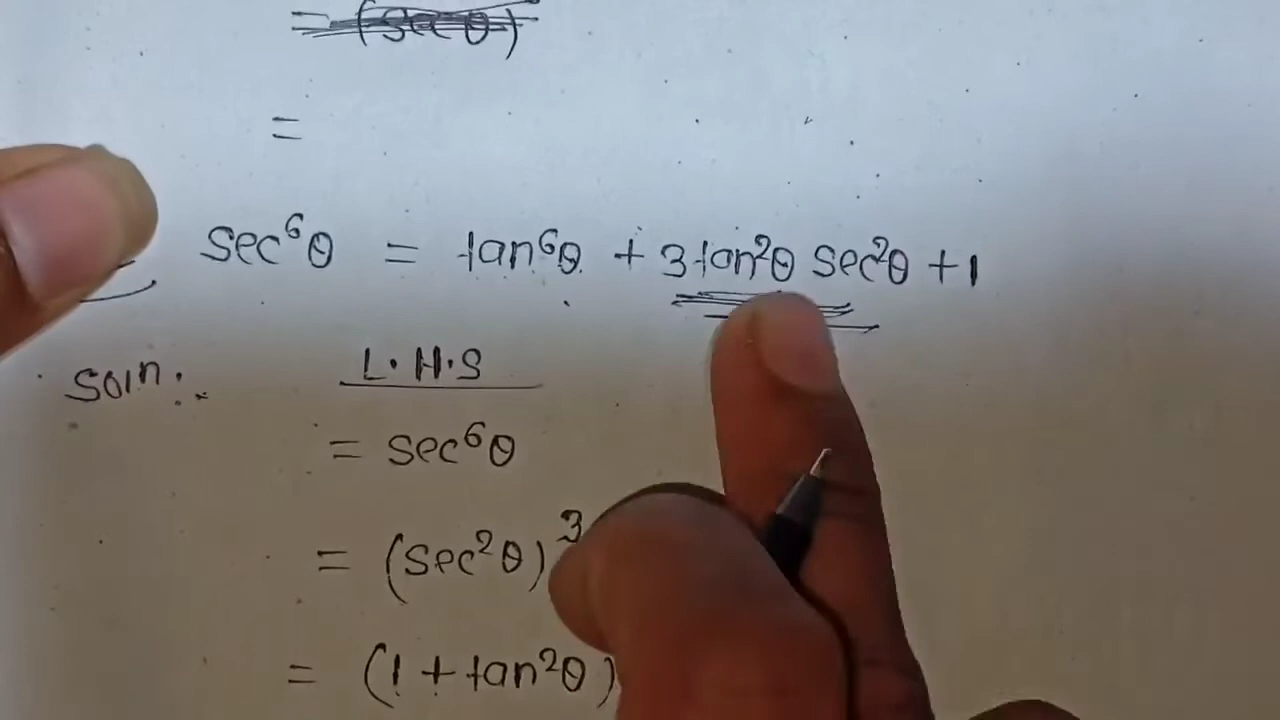 = (sec θ)
=
sec⁶θ = tan⁶θ + 3tan²θ sec²θ + 1
Soln:
L.H.S
= sec⁶θ
= (sec²θ)³
= (1 + tan²θ)